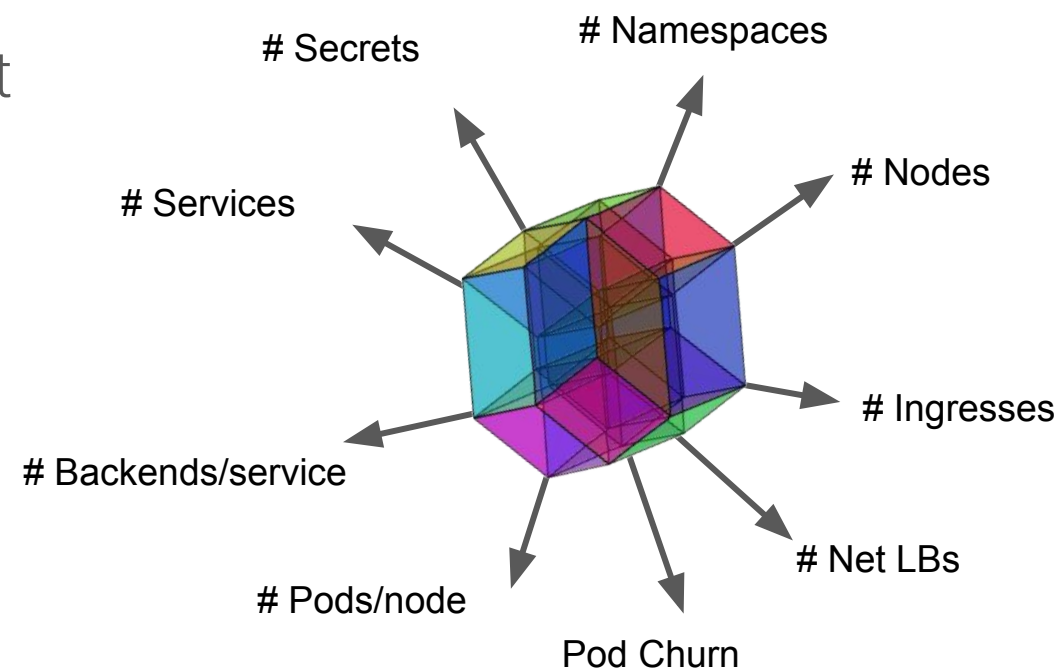 # Namespaces
# Secrets
t
# Nodes
# Services
# Ingresses
# Backends/service
# Net LBs
# Pods/node
Pod Churn